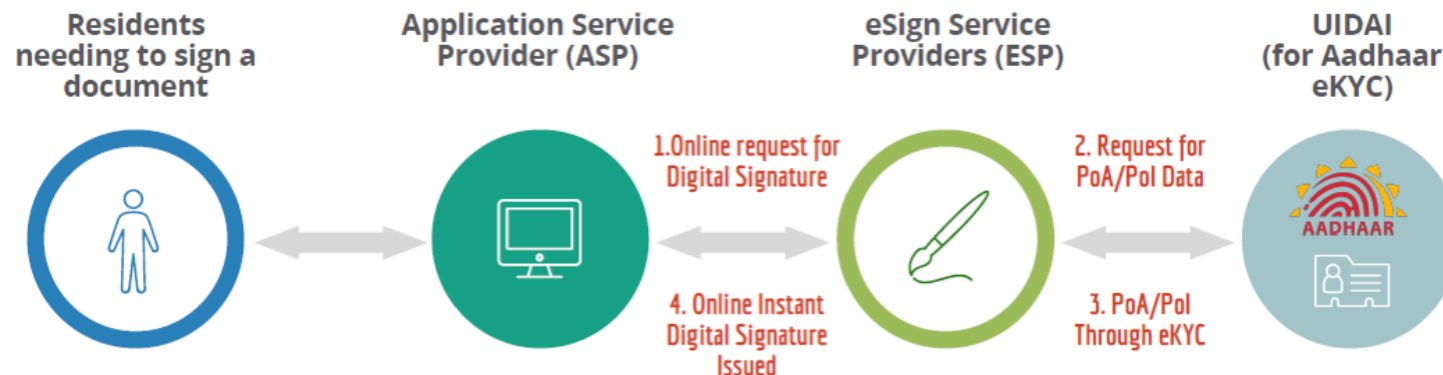 Residents
needing to sign a
document
Application Service
Provider (ASP)
eSign Service
Providers (ESP)
UIDAI
(for Aadhaar
eKYC)
1.Online request for
Digital Signature
2. Request for
PoA/PoI Data
AADHAAR
4. Online Instant
Digital Signature
Issued
3. PoA/PoI
Through eKYC